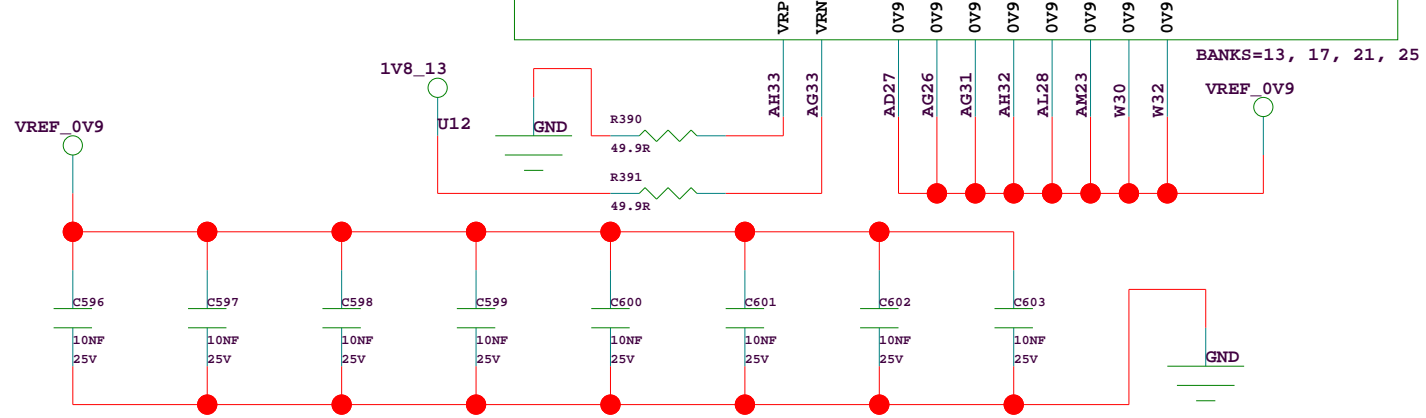 VRP
VRN
0V9
0V9
0V9
0V9
0V9
0V9
0V9
0V9
BANKS=13, 17, 21, 25
1V8_13
AH33
AG33
AD27
AG26
AG31
AH32
AL28
AM23
W30
W32
VREF_0V9
VREF_0V9
U12
GND
R390
49.9R
R391
49.9R
C596
C597
C598
C599
C600
C601
C602
C603
10NF
10NF
10NF
10NF
10NF
10NF
10NF
10NF
25V
25V
25V
25V
25V
25V
25V
25V
GND